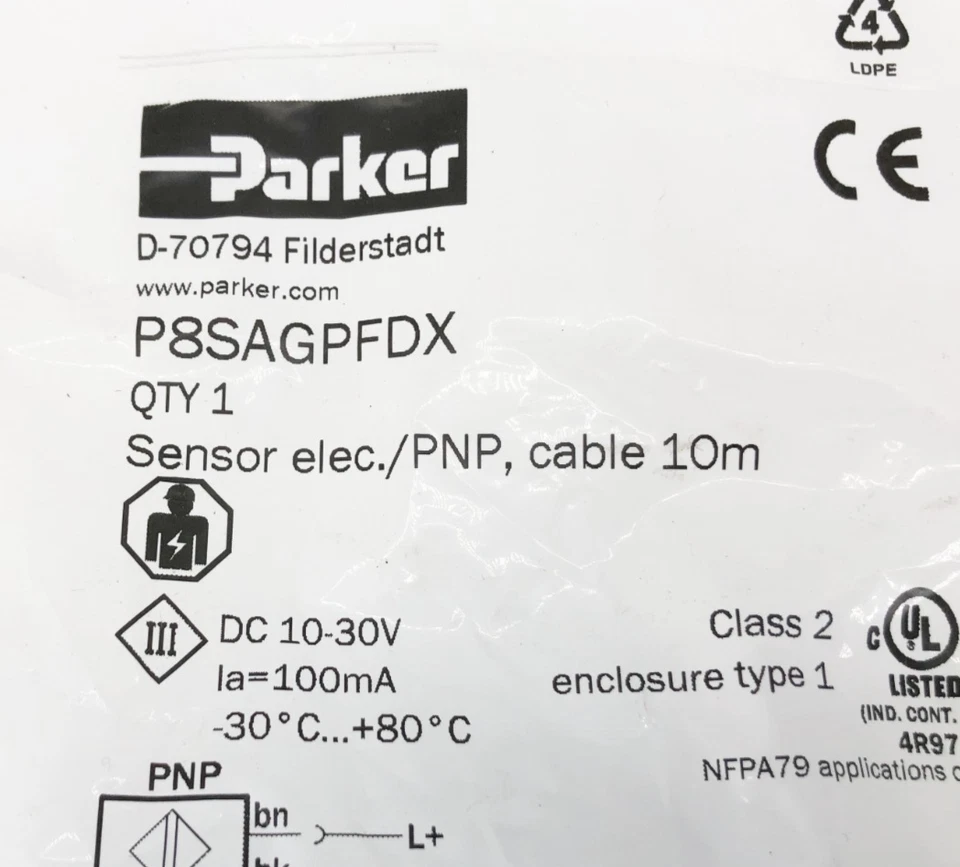 4
LDPE
CE
Parker
D-70794 Filderstadt
www.parker.com
P8SAGPFDX
QTY 1
Sensor elec./PNP, cable 10m
III
DC 10-30V
Ia=100mA
-30°C...+80°C
Class 2
enclosure type 1
c UL
LISTED
(IND. CONT.
4R97
NFPA79 applications
PNP
bn
L+